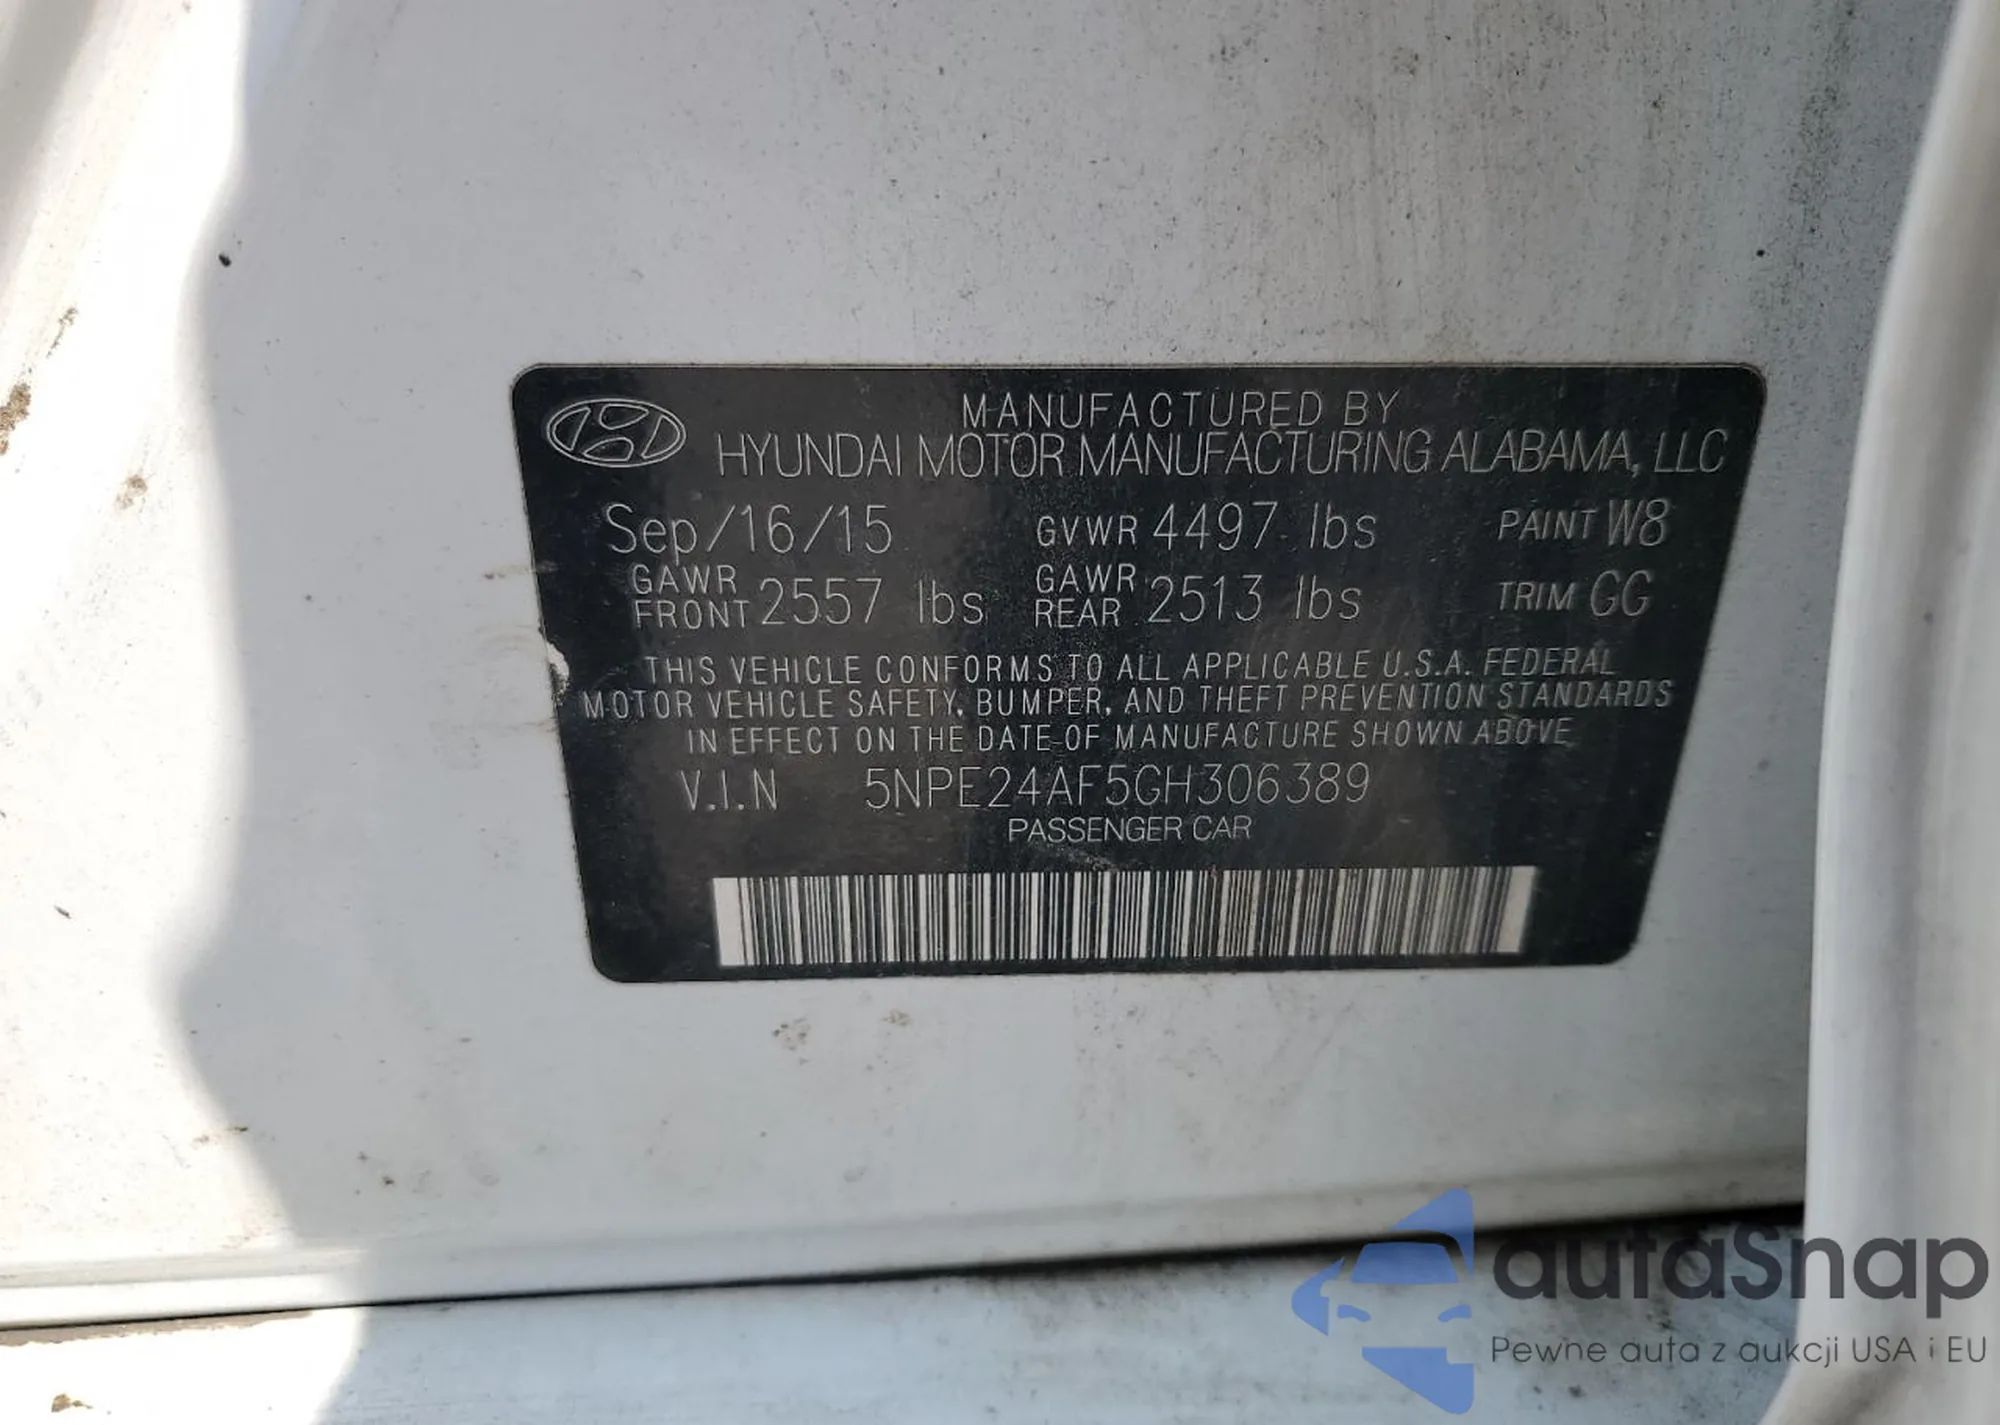 MANUFACTURED BY
HYUNDAI MOTOR MANUFACTURING ALABAMA, LLC
Sep/16/15 GVWR 4497 lbs PAINT W8
GAWR FRONT 2557 lbs GAWR REAR 2513 lbs TRIM GG
THIS VEHICLE CONFORMS TO ALL APPLICABLE U.S.A. FEDERAL
MOTOR VEHICLE SAFETY, BUMPER, AND THEFT PREVENTION STANDARDS
IN EFFECT ON THE DATE OF MANUFACTURE SHOWN ABOVE
V.I.N 5NPE24AF5GH306389
PASSENGER CAR
autaSnap
Pewne auta z aukcji USA i EU